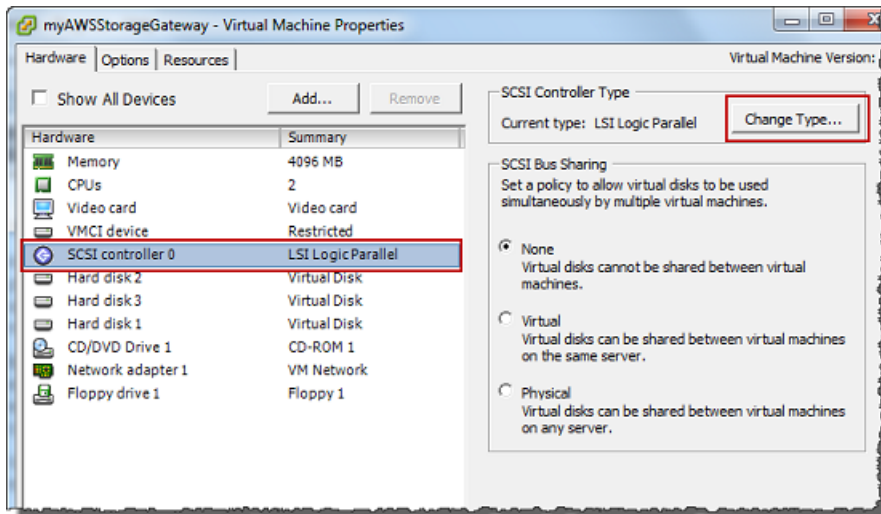 myAWSStorageGateway - Virtual Machine Properties
Hardware Options Resources
Virtual Machine Version:
Show All Devices
Add...
Remove
Hardware Summary
Memory 4096 MB
CPUs 2
Video card Video card
VMCI device Restricted
SCSI controller 0 LSI Logic Parallel
Hard disk 2 Virtual Disk
Hard disk 3 Virtual Disk
Hard disk 1 Virtual Disk
CD/DVD Drive 1 CD-ROM 1
Network adapter 1 VM Network
Floppy drive 1 Floppy 1
SCSI Controller Type
Current type: LSI Logic Parallel
Change Type...
SCSI Bus Sharing
Set a policy to allow virtual disks to be used
simultaneously by multiple virtual machines.
None
Virtual disks cannot be shared between virtual
machines.
Virtual
Virtual disks can be shared between virtual machines
on the same server.
Physical
Virtual disks can be shared between virtual machines
on any server.